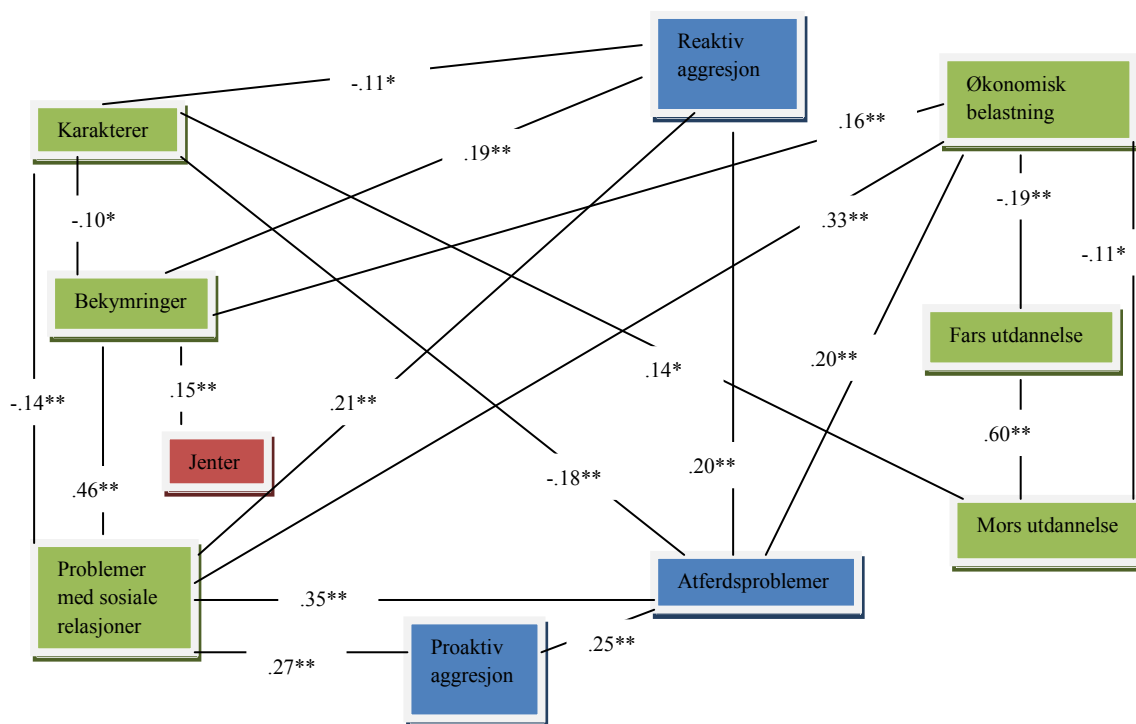 Reaktiv
aggresjon
Økonomisk
belastning
-.11*
Karakterer
.16**
.19**
-.10*
.33**
-.19**
-.11*
Bekymringer
Fars utdannelse
.14*
.20**
.15**
-.14**
.21**
.60**
Jenter
.46**
-.18**
.20**
Mors utdannelse
Problemer
med sosiale
relasjoner
Atferdsproblemer
.35**
Proaktiv
aggresjon
.25**
.27**